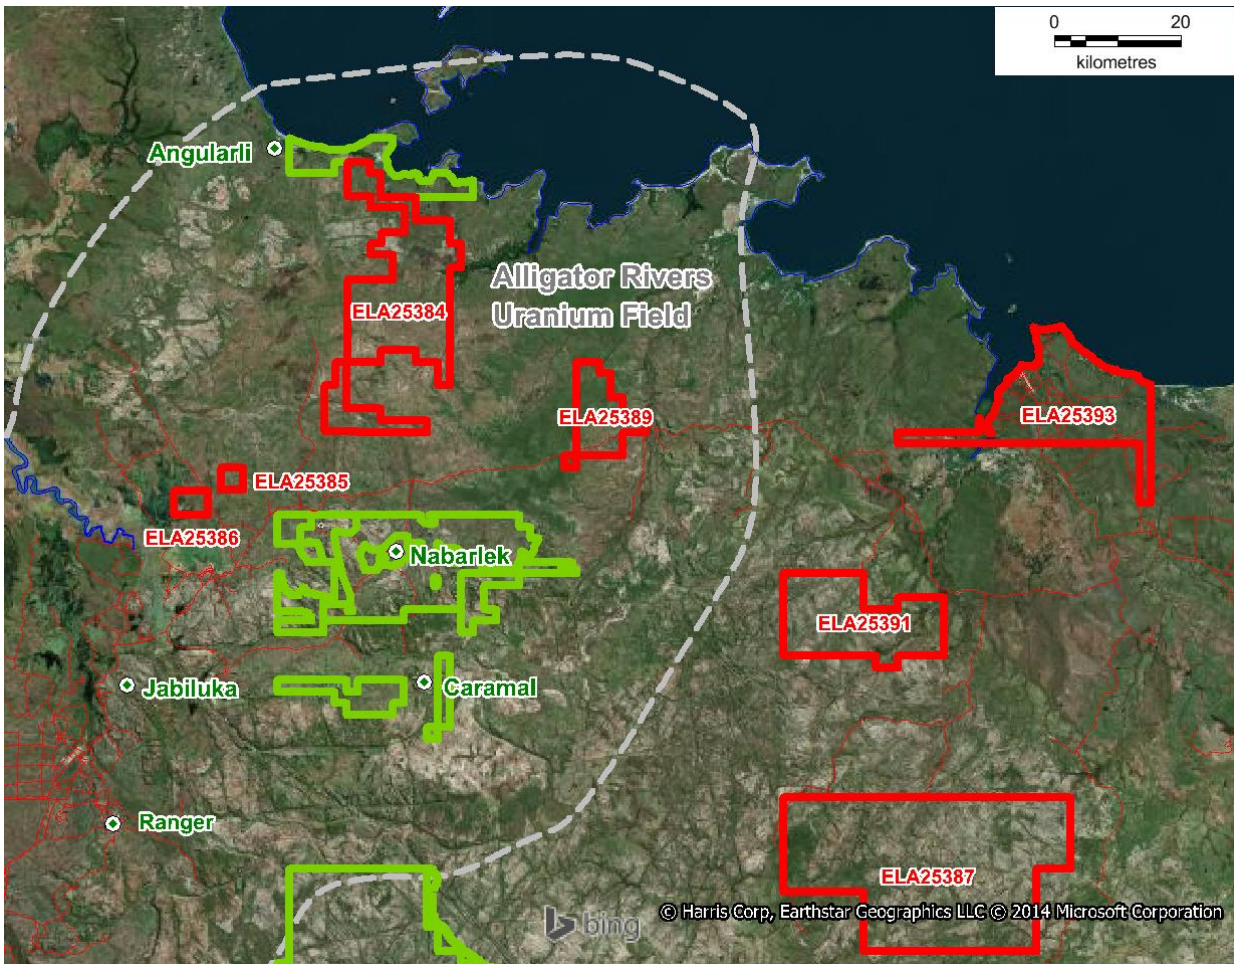 0 20
kilometres
Angularli
Alligator Rivers
Uranium Field
ELA25384
ELA25389
ELA25393
ELA25385
ELA25386
Nabarlek
ELA25391
Jabiluka
Caramal
Ranger
ELA25387
© Harris Corp, Earthstar Geographics LLC © 2014 Microsoft Corporation
bing